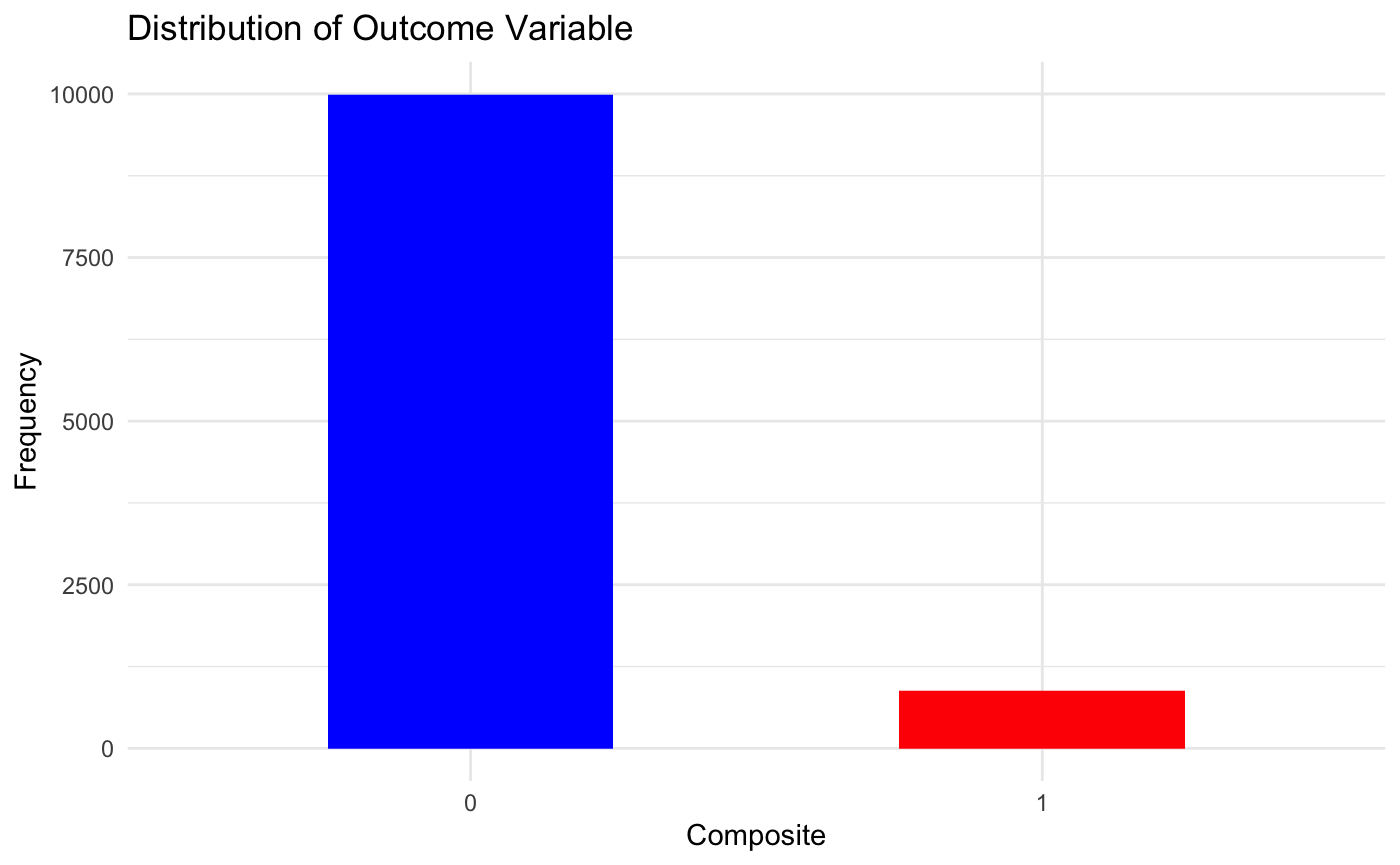 Distribution of Outcome Variable
10000
7500
5000
2500
0
Frequency
0 1
Composite